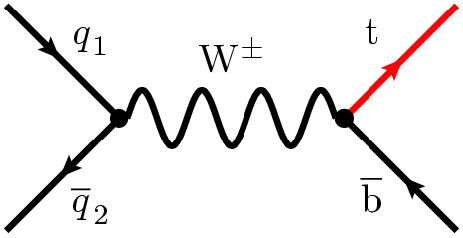 q₁ t
W±
q̅₂ b̅